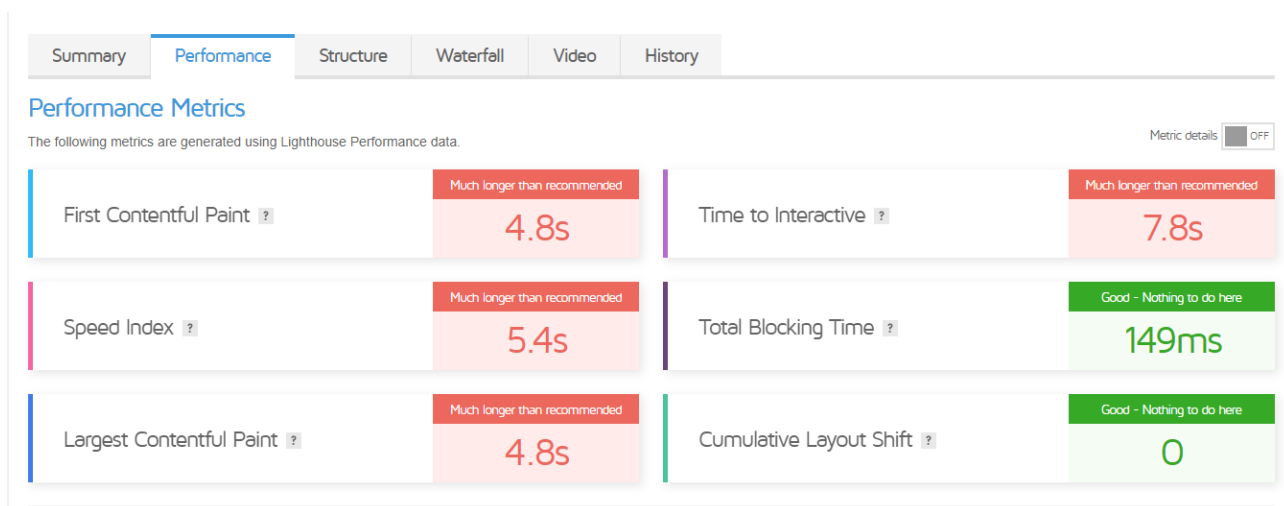 Summary Performance Structure Waterfall Video History
Performance Metrics
The following metrics are generated using Lighthouse Performance data.
Metric details OFF
Much longer than recommended
First Contentful Paint ?
4.8s
Much longer than recommended
Time to Interactive ?
7.8s
Much longer than recommended
Speed Index ?
5.4s
Good - Nothing to do here
Total Blocking Time ?
149ms
Much longer than recommended
Largest Contentful Paint ?
4.8s
Good - Nothing to do here
Cumulative Layout Shift ?
0